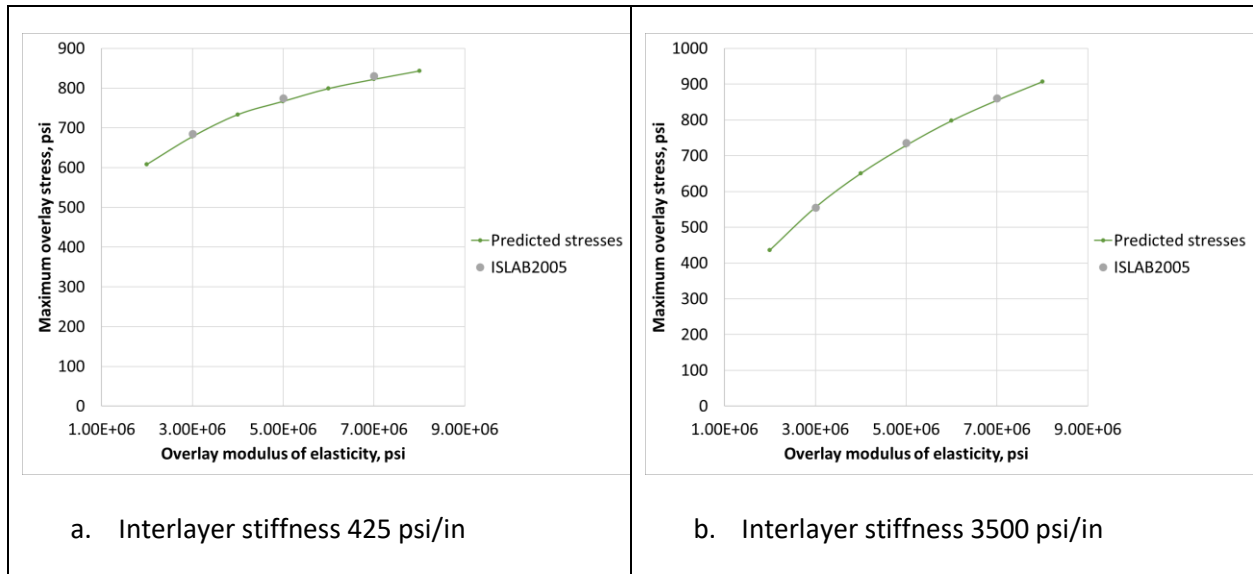 900
800
700
600
500
400
300
200
100
0
Maximum overlay stress, psi
1.00E+06 3.00E+06 5.00E+06 7.00E+06 9.00E+06
Overlay modulus of elasticity, psi
Predicted stresses
ISLAB2005
a. Interlayer stiffness 425 psi/in
1000
900
800
700
600
500
400
300
200
100
0
Maximum overlay stress, psi
1.00E+06 3.00E+06 5.00E+06 7.00E+06 9.00E+06
Overlay modulus of elasticity, psi
Predicted stresses
ISLAB2005
b. Interlayer stiffness 3500 psi/in